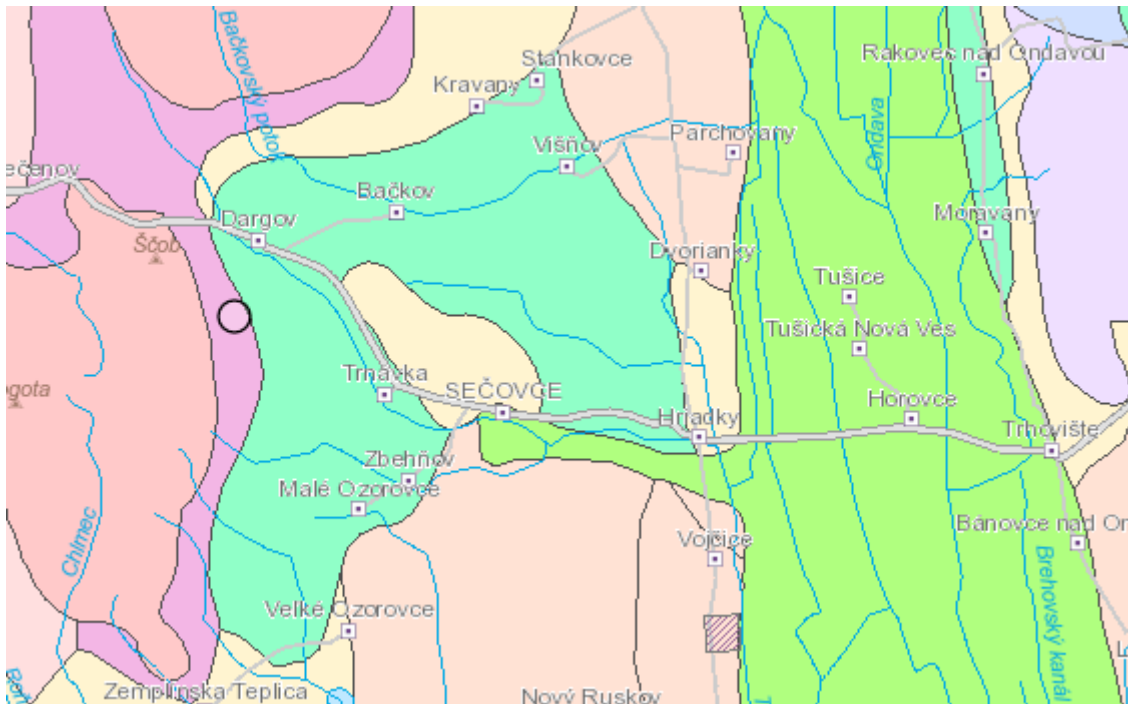 Bačkovský potok
Stankovce
Rakovec nad Ondavou
Kravany
Ondava
Parchovany
Višňov
ečenov
Bačkov
Dargov
Moravany
Ščob
Dvorianky
Tušice
Tušická Nová Ves
Trnávka
ogota
SEČOVCE
Hriadky
Horovce
Trhovište
Zbehňov
Malé Ozorovce
Chlmec
Vojčice
Bánovce nad On
Brehovský kanál
Velké Ozorovce
Zemplínska Teplica
Nový Ruskov
T